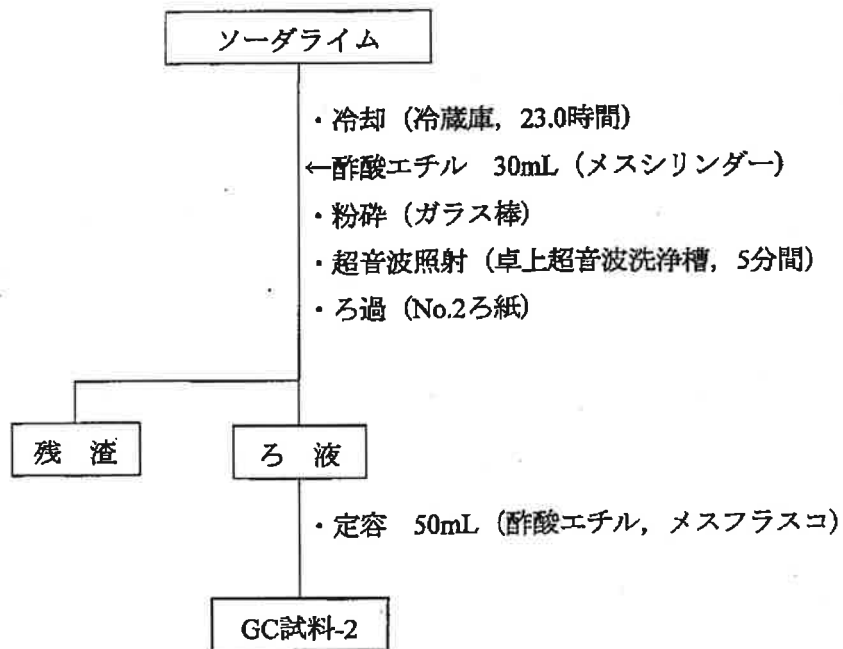 ソーダライム
・冷却（冷蔵庫，23.0時間）
←酢酸エチル　30mL（メスシリンダー）
・粉砕（ガラス棒）
・超音波照射（卓上超音波洗浄槽，5分間）
・ろ過（No.2ろ紙）
残　渣
ろ　液
・定容　50mL（酢酸エチル，メスフラスコ）
GC試料-2